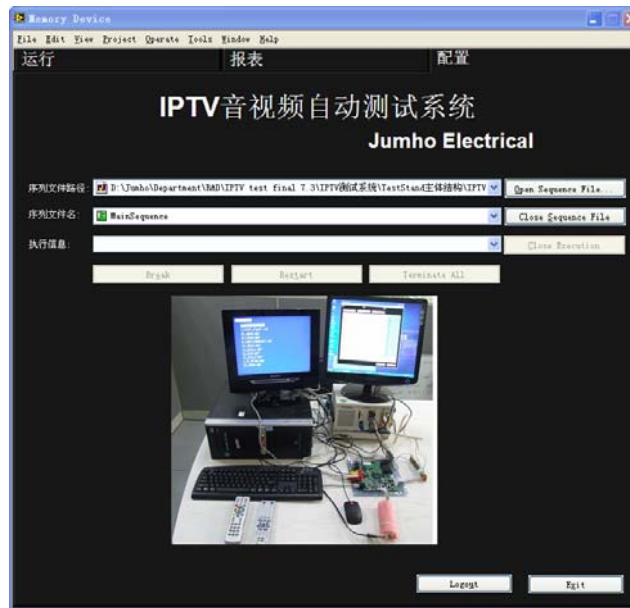 Memory Device
File Edit View Project Operate Tools Window Help
运行 报表 配置
IPTV音视频自动测试系统
Jumho Electrical
序列文件路径: D:\Jumho\Department\R&D\IPTV test final 7.3\IPTV测试系统\TestStand主体结构\IPTV Open Sequence File...
序列文件名: MainSequence Close Sequence File
执行信息: Close Execution
Break Restart Terminate All
Logout Exit